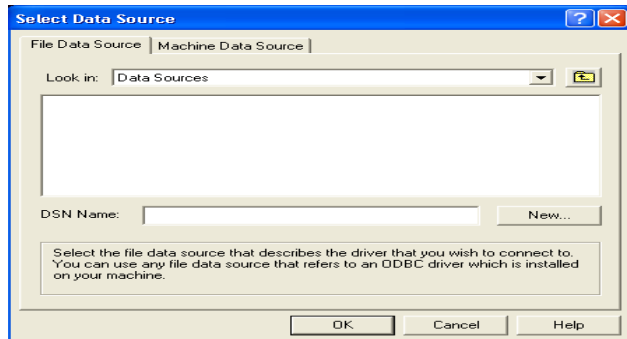 Select Data Source
File Data Source Machine Data Source
Look in: Data Sources
DSN Name: New...
Select the file data source that describes the driver that you wish to connect to.
You can use any file data source that refers to an ODBC driver which is installed
on your machine.
OK Cancel Help